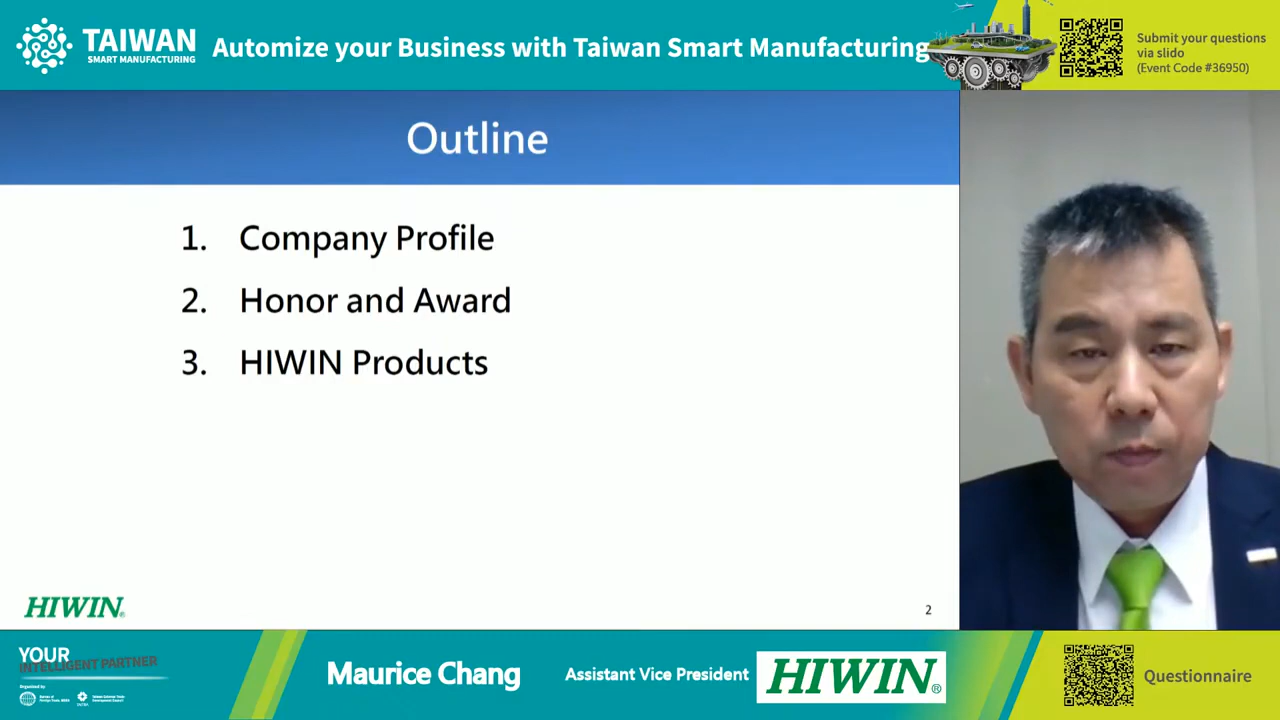 TAIWAN
SMART MANUFACTURING
Automize your Business with Taiwan Smart Manufacturing
Submit your questions
via slido
(Event Code #36950)
Outline
1. Company Profile
2. Honor and Award
3. HIWIN Products
HIWIN®
2
YOUR
INTELLIGENT PARTNER
Organized by
Maurice Chang
Assistant Vice President
HIWIN®
Questionnaire